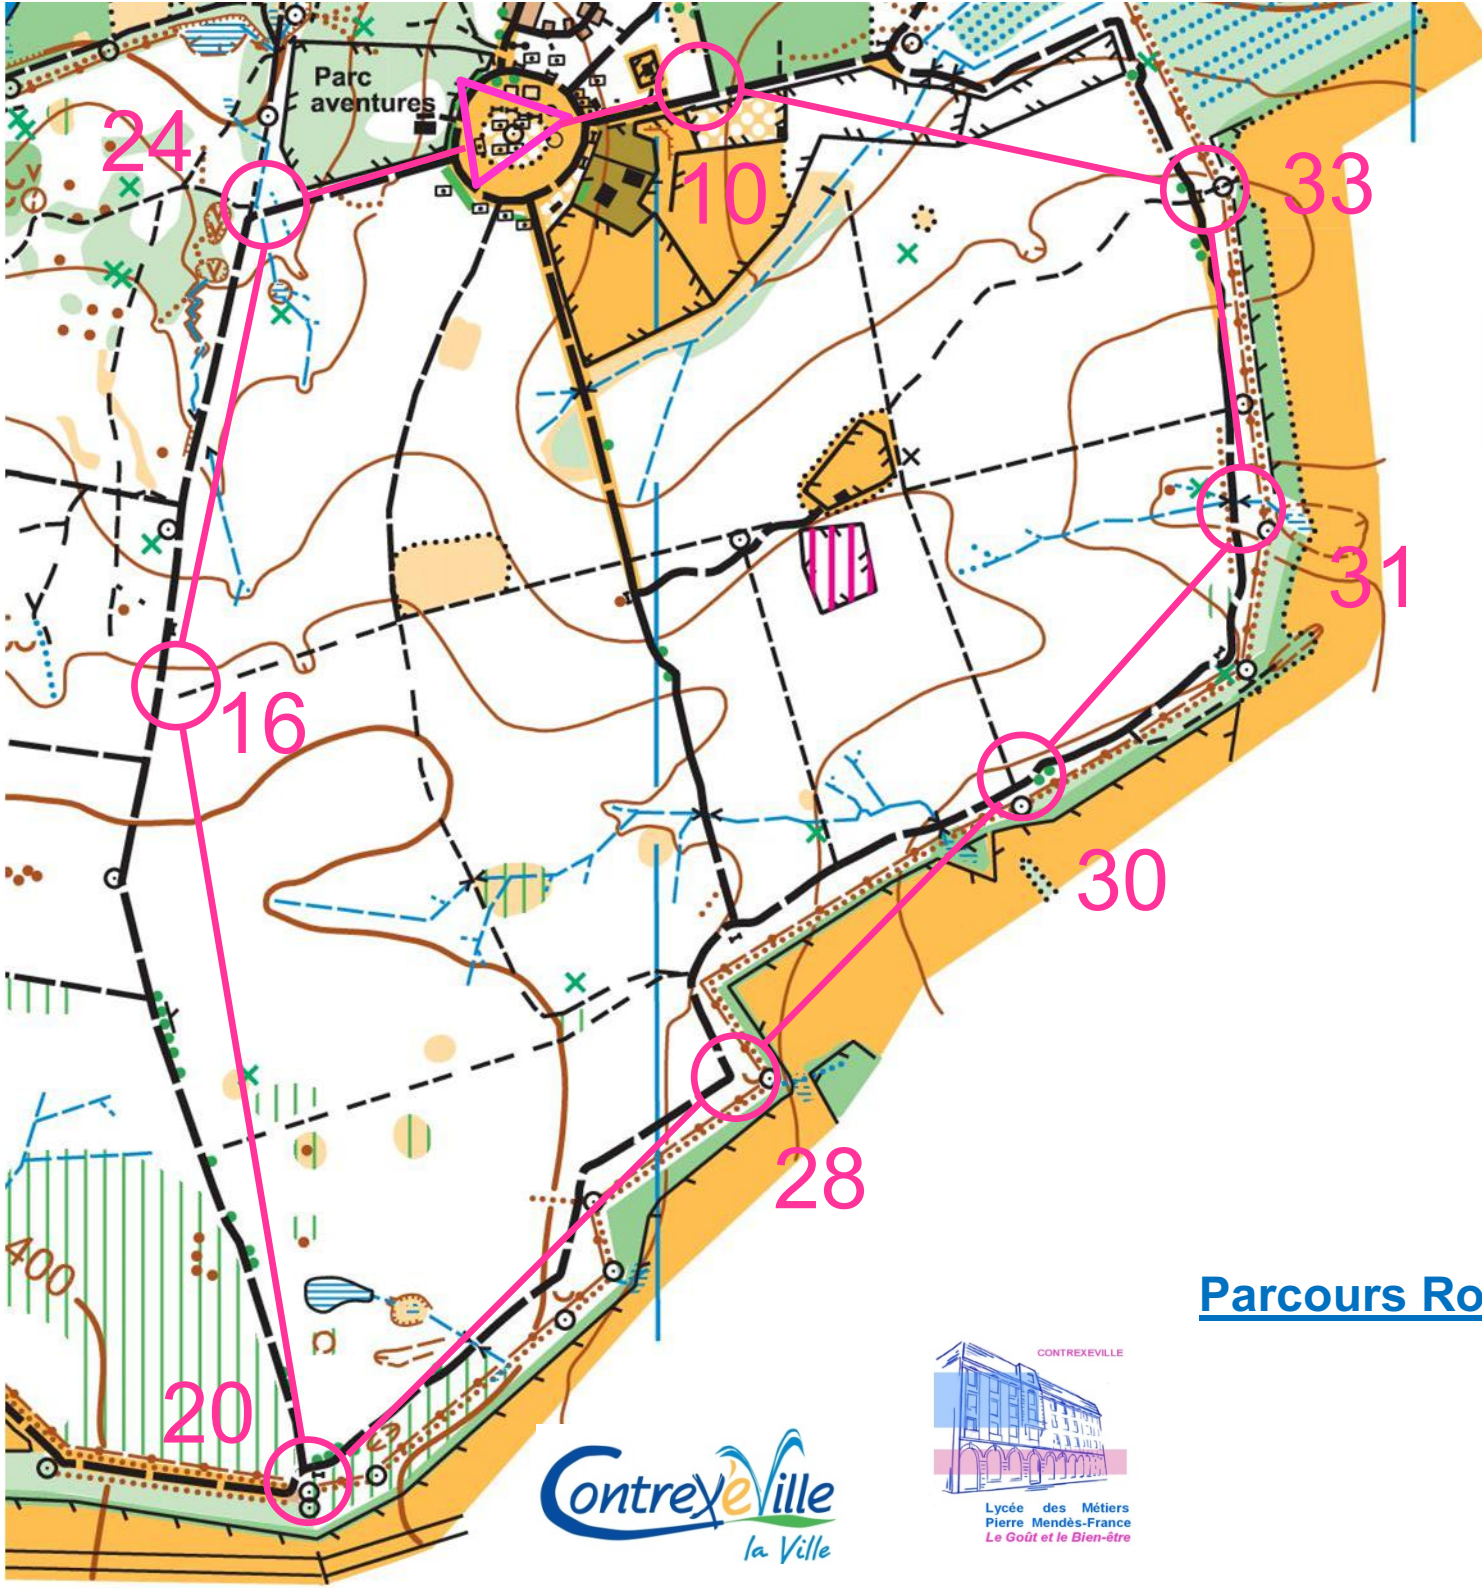 Parc
aventures
24
10
33
31
16
30
28
400
20
Parcours Ro
CONTREXEVILLE
Contrexéville
la Ville
Lycée des Métiers
Pierre Mendès-France
Le Goût et le Bien-être